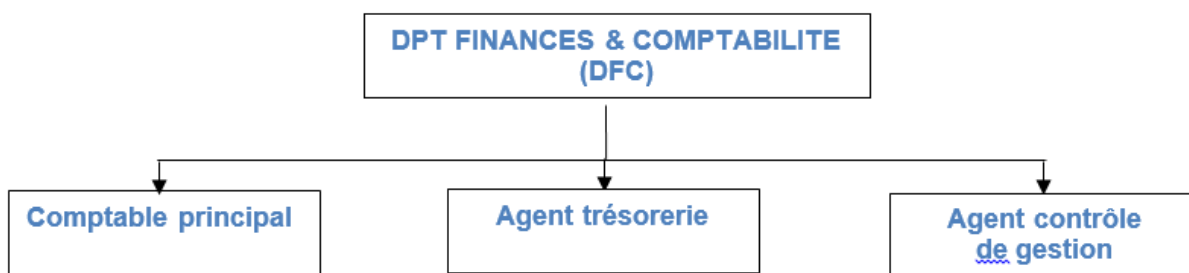 DPT FINANCES & COMPTABILITE
(DFC)
Comptable principal
Agent trésorerie
Agent contrôle
de gestion